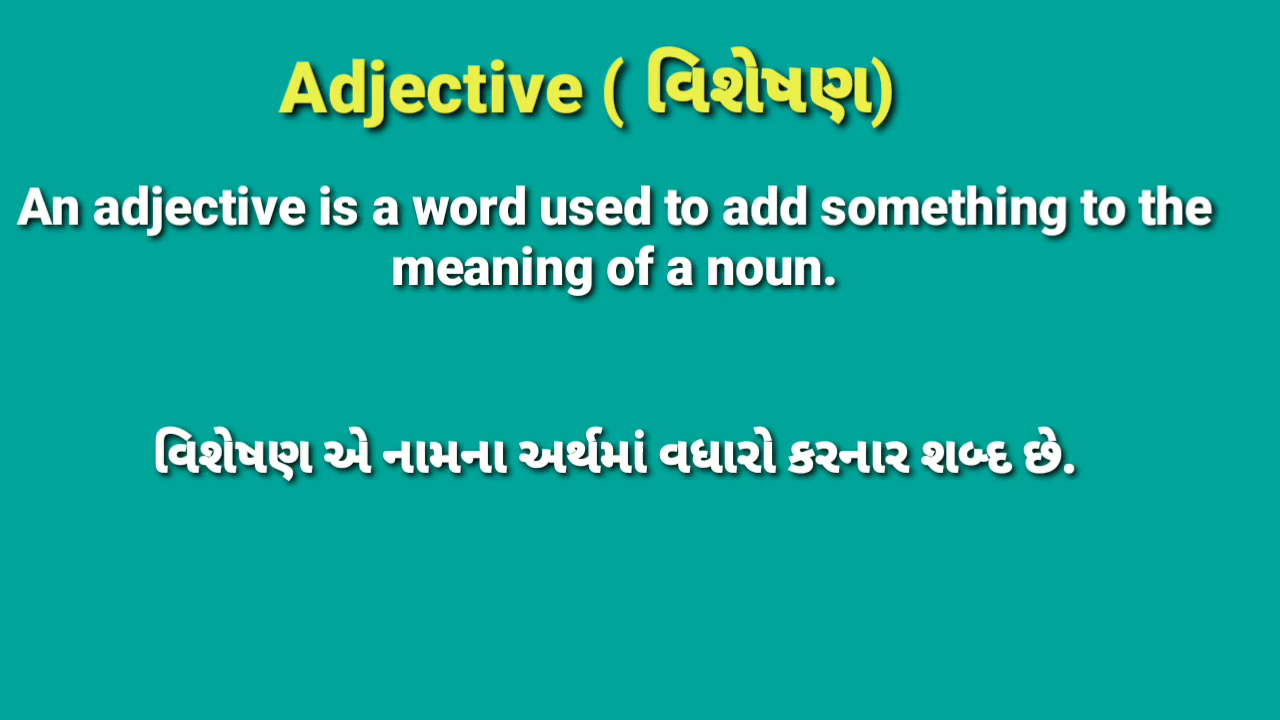 Adjective ( વિશેષણ)
An adjective is a word used to add something to the
meaning of a noun.
વિશેષણ એ નામના અર્થમાં વધારો કરનાર શબ્દ છે.